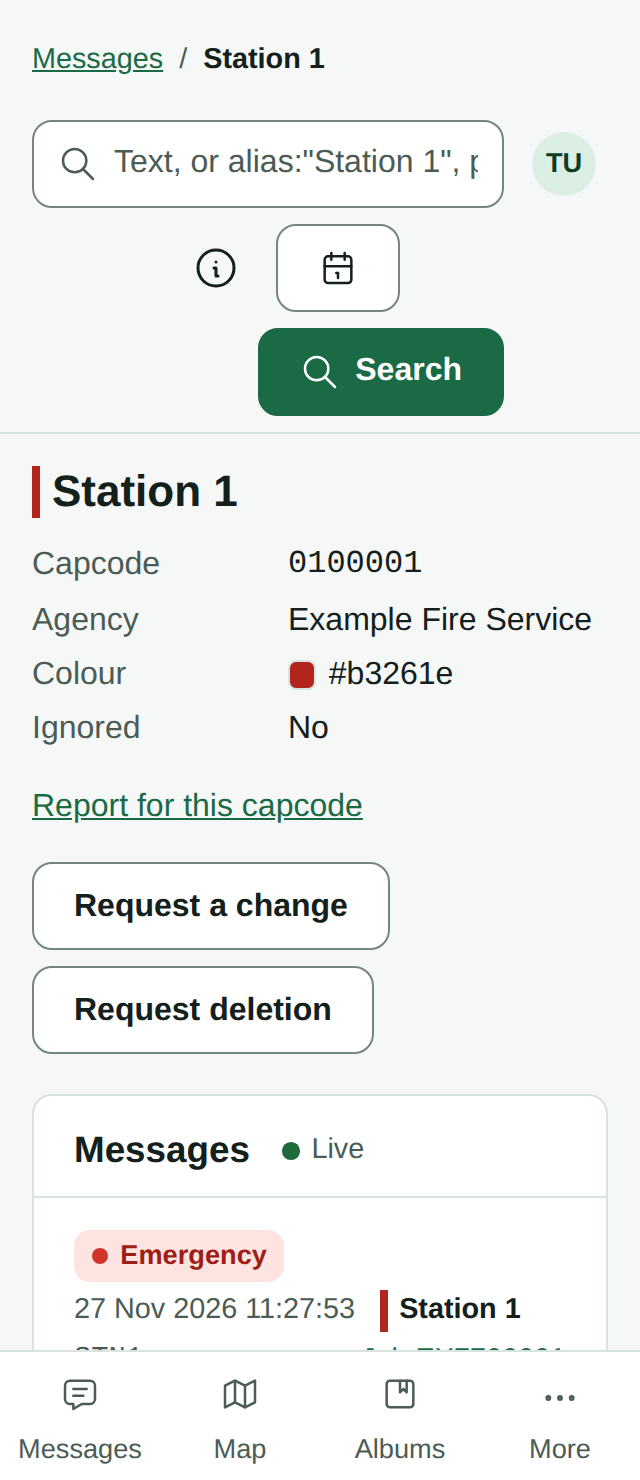 Messages / Station 1
Text, or alias:"Station 1",
TU
Search
Station 1
Capcode 0100001
Agency Example Fire Service
Colour #b3261e
Ignored No
Report for this capcode
Request a change
Request deletion
Messages Live
Emergency
27 Nov 2026 11:27:53 Station 1
Messages Map Albums More